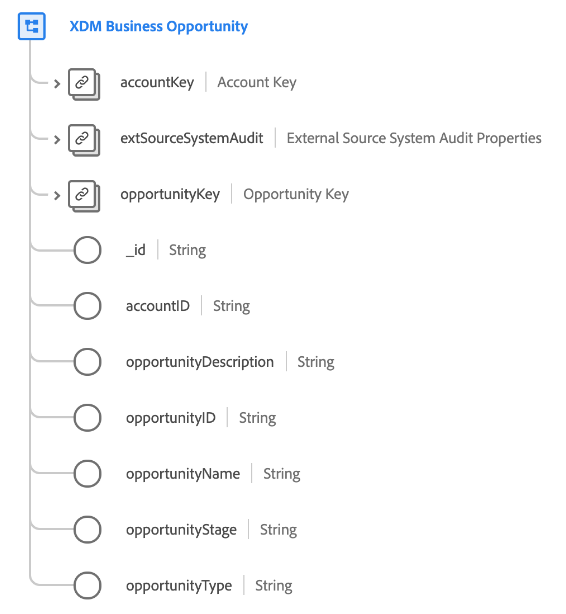 XDM Business Opportunity
accountKey Account Key
extSourceSystemAudit External Source System Audit Properties
opportunityKey Opportunity Key
_id String
accountID String
opportunityDescription String
opportunityID String
opportunityName String
opportunityStage String
opportunityType String